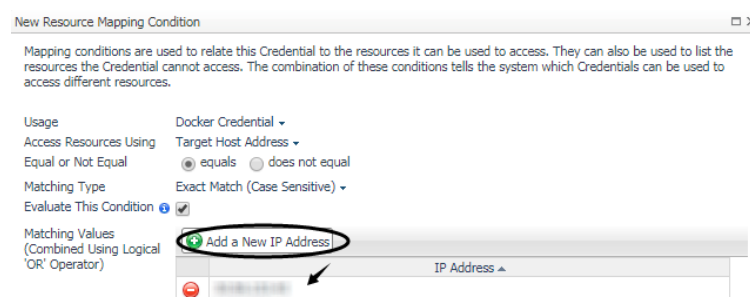 New Resource Mapping Condition
Mapping conditions are used to relate this Credential to the resources it can be used to access. They can also be used to list the
resources the Credential cannot access. The combination of these conditions tells the system which Credentials can be used to
access different resources.
Usage Docker Credential
Access Resources Using Target Host Address
Equal or Not Equal equals does not equal
Matching Type Exact Match (Case Sensitive)
Evaluate This Condition
Matching Values
(Combined Using Logical
'OR' Operator)
Add a New IP Address
IP Address